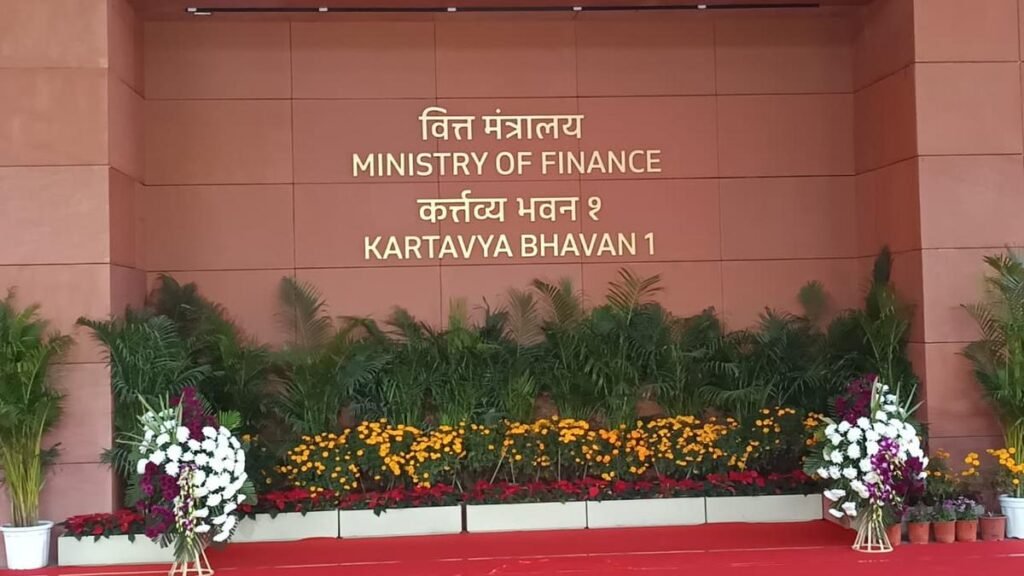 वित्त मंत्रालय
MINISTRY OF FINANCE
कर्त्तव्य भवन १
KARTAVYA BHAVAN 1